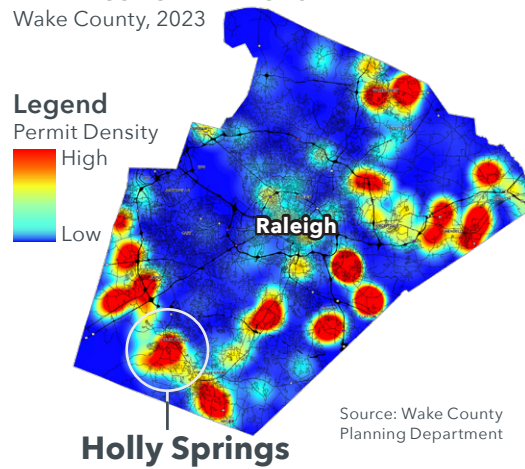 Wake County, 2023
Legend
Permit Density
High
Low
Raleigh
Holly Springs
Source: Wake County
Planning Department